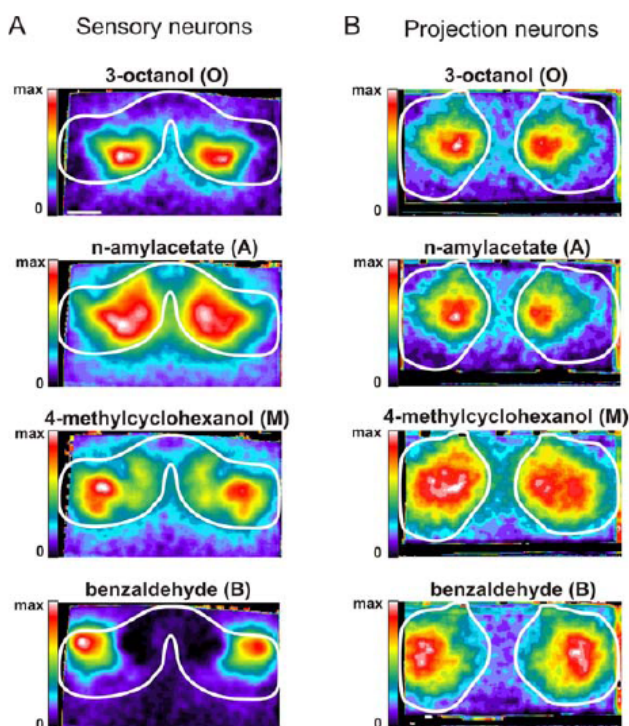 A Sensory neurons
B Projection neurons
3-octanol (O)
max
0
n-amylacetate (A)
max
0
4-methylcyclohexanol (M)
max
0
benzaldehyde (B)
max
0
3-octanol (O)
max
0
n-amylacetate (A)
max
0
4-methylcyclohexanol (M)
max
0
benzaldehyde (B)
max
0